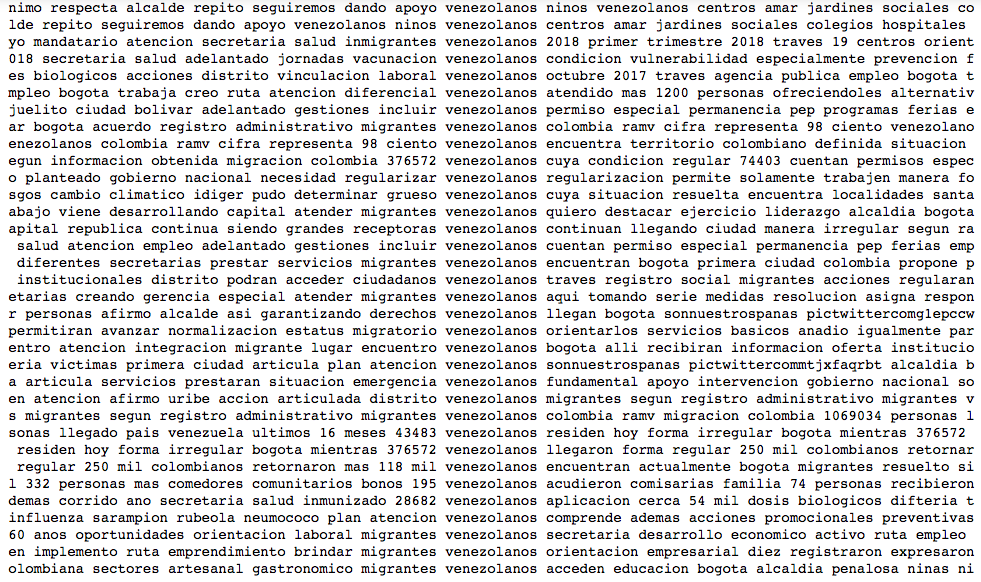 nimo respecta alcalde repito seguiremos dando apoyo venezolanos ninos venezolanos centros amar jardines sociales co
lde repito seguiremos dando apoyo venezolanos ninos venezolanos centros amar jardines sociales colegios hospitales
yo mandatario atencion secretaria salud inmigrantes venezolanos 2018 primer trimestre 2018 traves 19 centros orient
018 secretaria salud adelantado jornadas vacunacion venezolanos condicion vulnerabilidad especialmente prevencion f
es biologicos acciones distrito vinculacion laboral venezolanos octubre 2017 traves agencia publica empleo bogota t
mpleo bogota trabaja creo ruta atencion diferencial venezolanos atendido mas 1200 personas ofreciendoles alternativ
juelito ciudad bolivar adelantado gestiones incluir venezolanos permiso especial permanencia pep programas ferias e
ar bogota acuerdo registro administrativo migrantes venezolanos colombia ramv cifra representa 98 ciento venezolano
enezolanos colombia ramv cifra representa 98 ciento venezolanos encuentra territorio colombiano definida situacion
egun informacion obtenida migracion colombia 376572 venezolanos cuya condicion regular 74403 cuentan permisos espec
o planteado gobierno nacional necesidad regularizar venezolanos regularizacion permite solamente trabajen manera fo
sgos cambio climatico idiger pudo determinar grueso venezolanos cuya situacion resuelta encuentra localidades santa
abajo viene desarrollando capital atender migrantes venezolanos quiero destacar ejercicio liderazgo alcaldia bogota
apital republica continua siendo grandes receptoras venezolanos continuan llegando ciudad manera irregular segun ra
salud atencion empleo adelantado gestiones incluir venezolanos cuentan permiso especial permanencia pep ferias emp
diferentes secretarias prestar servicios migrantes venezolanos encuentran bogota primera ciudad colombia propone p
institucionales distrito podran acceder ciudadanos venezolanos traves registro social migrantes acciones regularan
etarias creando gerencia especial atender migrantes venezolanos aqui tomando serie medidas resolucion asigna respon
r personas afirmo alcalde asi garantizando derechos venezolanos llegan bogota sonnuestrospanas pictwittercomg1epccw
permitiran avanzar normalizacion estatus migratorio venezolanos orientarlos servicios basicos anadio igualmente par
entro atencion integracion migrante lugar encuentro venezolanos bogota alli recibiran informacion oferta institucio
eria victimas primera ciudad articula plan atencion venezolanos sonnuestrospanas pictwittercommtjxfaqrbt alcaldia b
a articula servicios prestaran situacion emergencia venezolanos fundamental apoyo intervencion gobierno nacional so
en atencion afirmo uribe accion articulada distrito venezolanos migrantes segun registro administrativo migrantes v
s migrantes segun registro administrativo migrantes venezolanos colombia ramv migracion colombia 1069034 personas l
sonas llegado pais venezuela ultimos 16 meses 43483 venezolanos residen hoy forma irregular bogota mientras 376572
residen hoy forma irregular bogota mientras 376572 venezolanos llegaron forma regular 250 mil colombianos retornar
regular 250 mil colombianos retornaron mas 118 mil venezolanos encuentran actualmente bogota migrantes resuelto si
l 332 personas mas comedores comunitarios bonos 195 venezolanos acudieron comisarias familia 74 personas recibieron
demas corrido ano secretaria salud inmunizado 28682 venezolanos aplicacion cerca 54 mil dosis biologicos difteria t
influenza sarampion rubeola neumococo plan atencion venezolanos comprende ademas acciones promocionales preventivas
60 anos oportunidades orientacion laboral migrantes venezolanos secretaria desarrollo economico activo ruta empleo
en implemento ruta emprendimiento brindar migrantes venezolanos orientacion empresarial diez registraron expresaron
olombiana sectores artesanal gastronomico migrantes venezolanos acceden educacion bogota alcaldia penalosa ninas ni